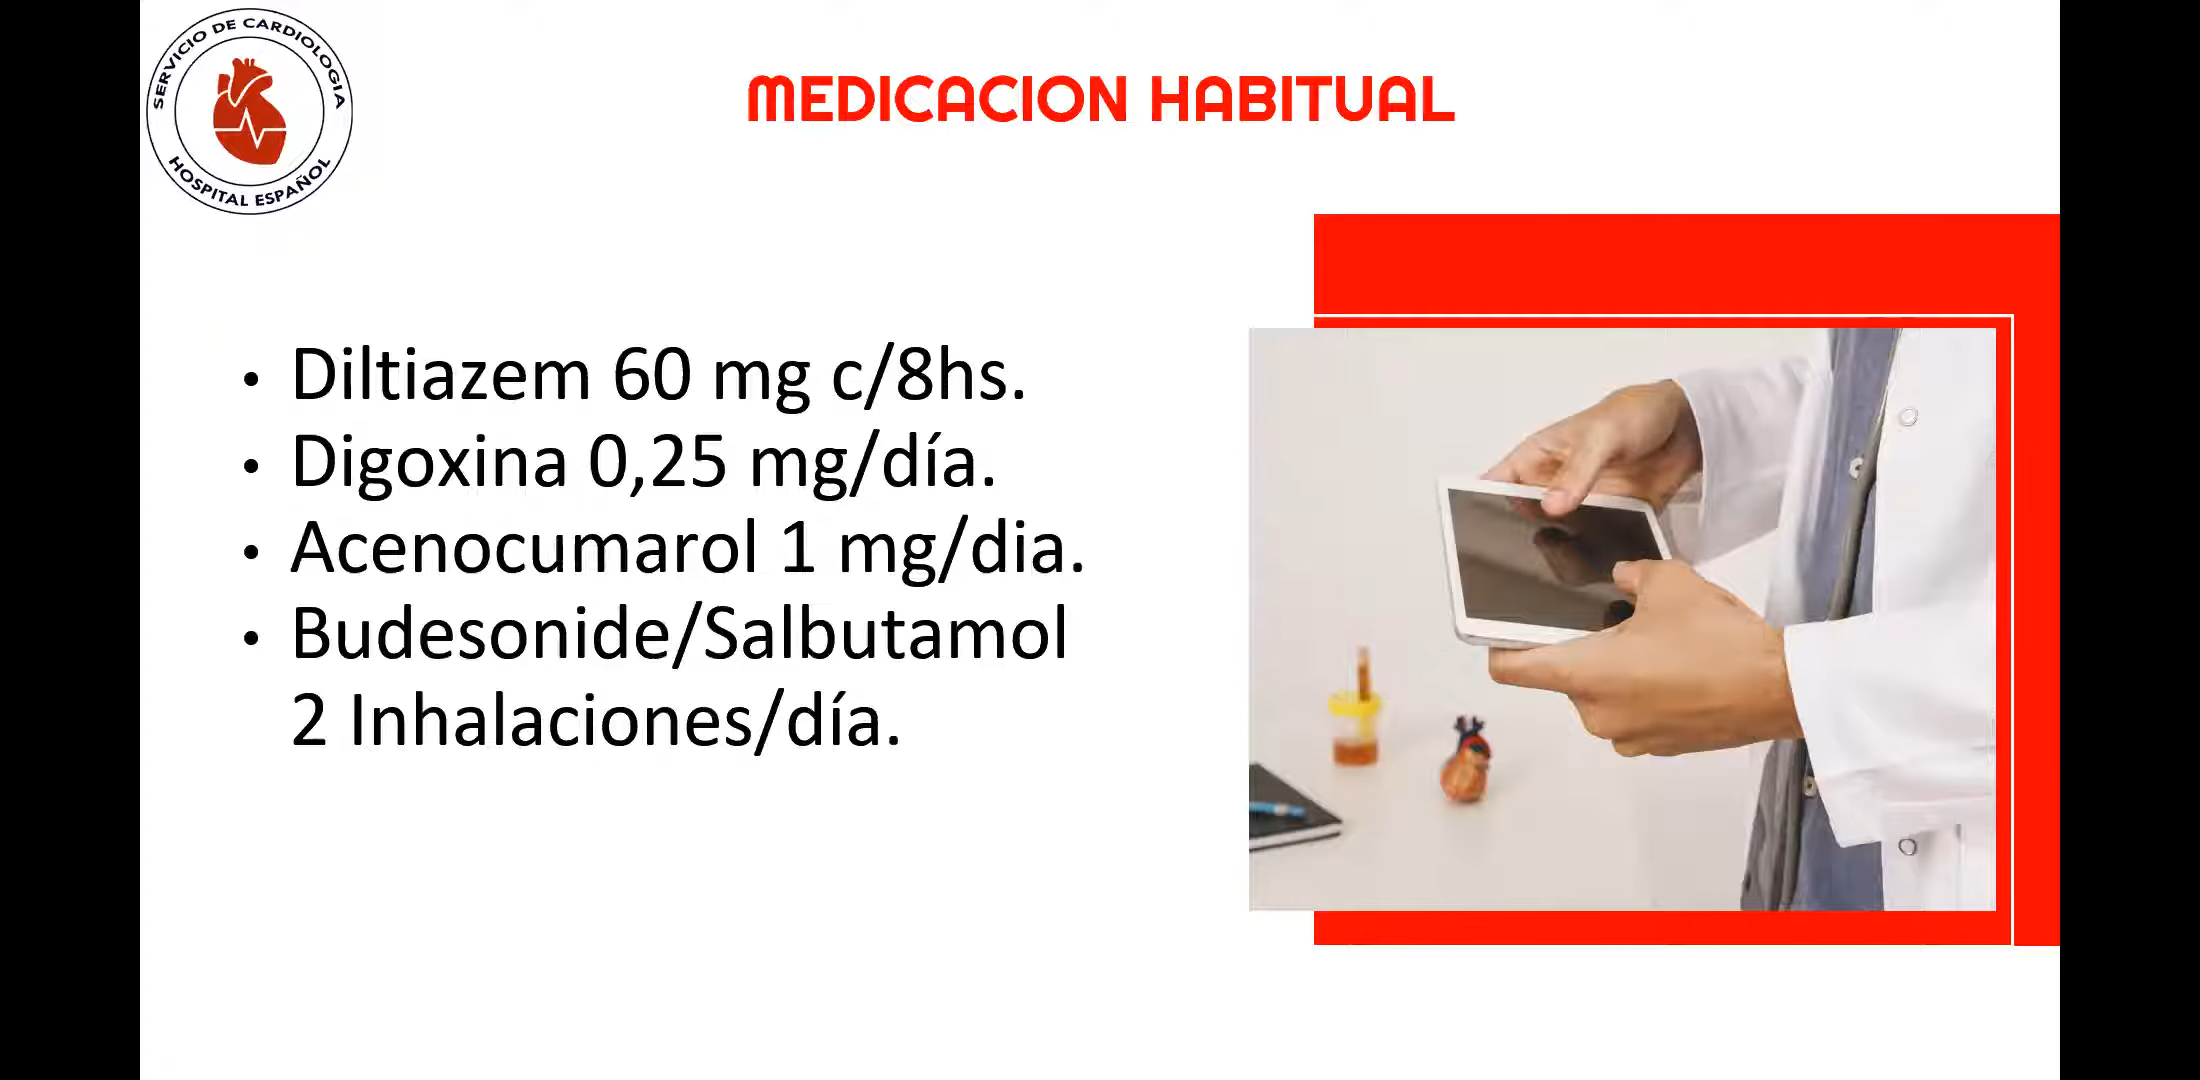 SERVICIO DE CARDIOLOGIA
HOSPITAL ESPAÑOL
MEDICACION HABITUAL
• Diltiazem 60 mg c/8hs.
• Digoxina 0,25 mg/día.
• Acenocumarol 1 mg/dia.
• Budesonide/Salbutamol
2 Inhalaciones/día.